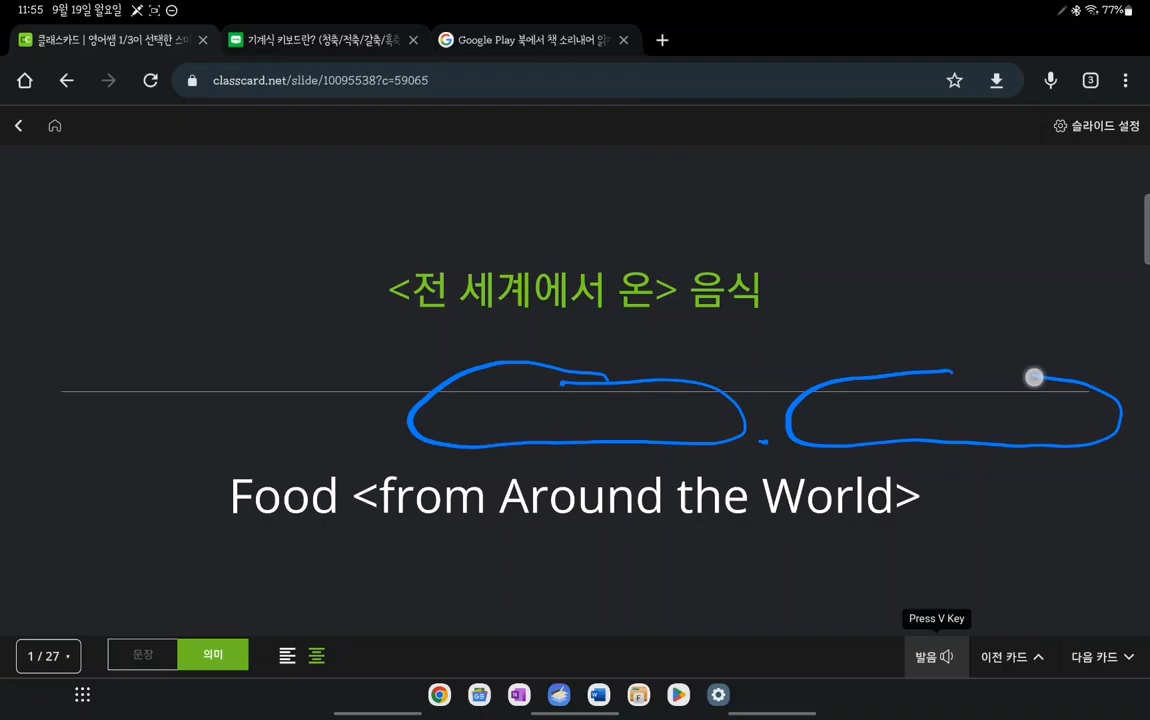 11:55 9월 19일 월요일 77%
클래스카드 | 영어쌤 1/3이 선택한 스마
기계식 키보드란? (청축/적축/갈축/흑축
Google Play 북에서 책 소리내어 읽기
classcard.net/slide/10095538?c=59065 3
슬라이드 설정
<전 세계에서 온> 음식
Food <from Around the World>
Press V Key
1 / 27 문장 의미 발음 이전 카드 다음 카드